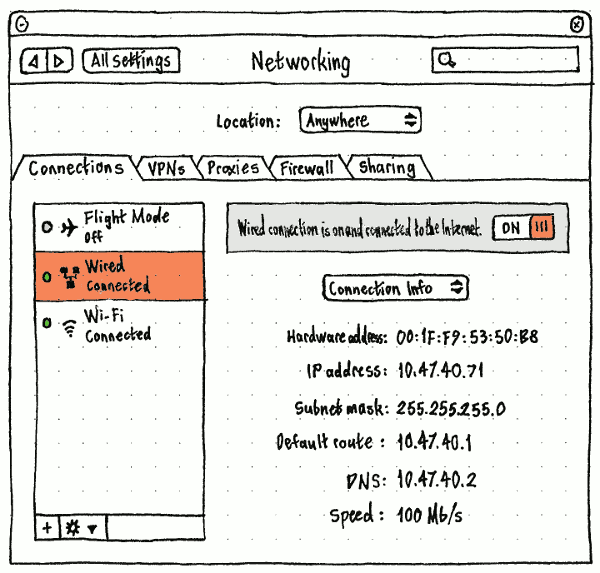 All Settings
Networking
Location: Anywhere
Connections
VPNs
Proxies
Firewall
Sharing
Flight Mode
Off
Wired
Connected
Wi-Fi
Connected
Wired connection is on and connected to the Internet. ON
Connection Info
Hardware address: 00:1F:F9:53:50:B8
IP address: 10.47.40.71
Subnet mask: 255.255.255.0
Default route : 10.47.40.1
DNS: 10.47.40.2
Speed : 100 Mb/s